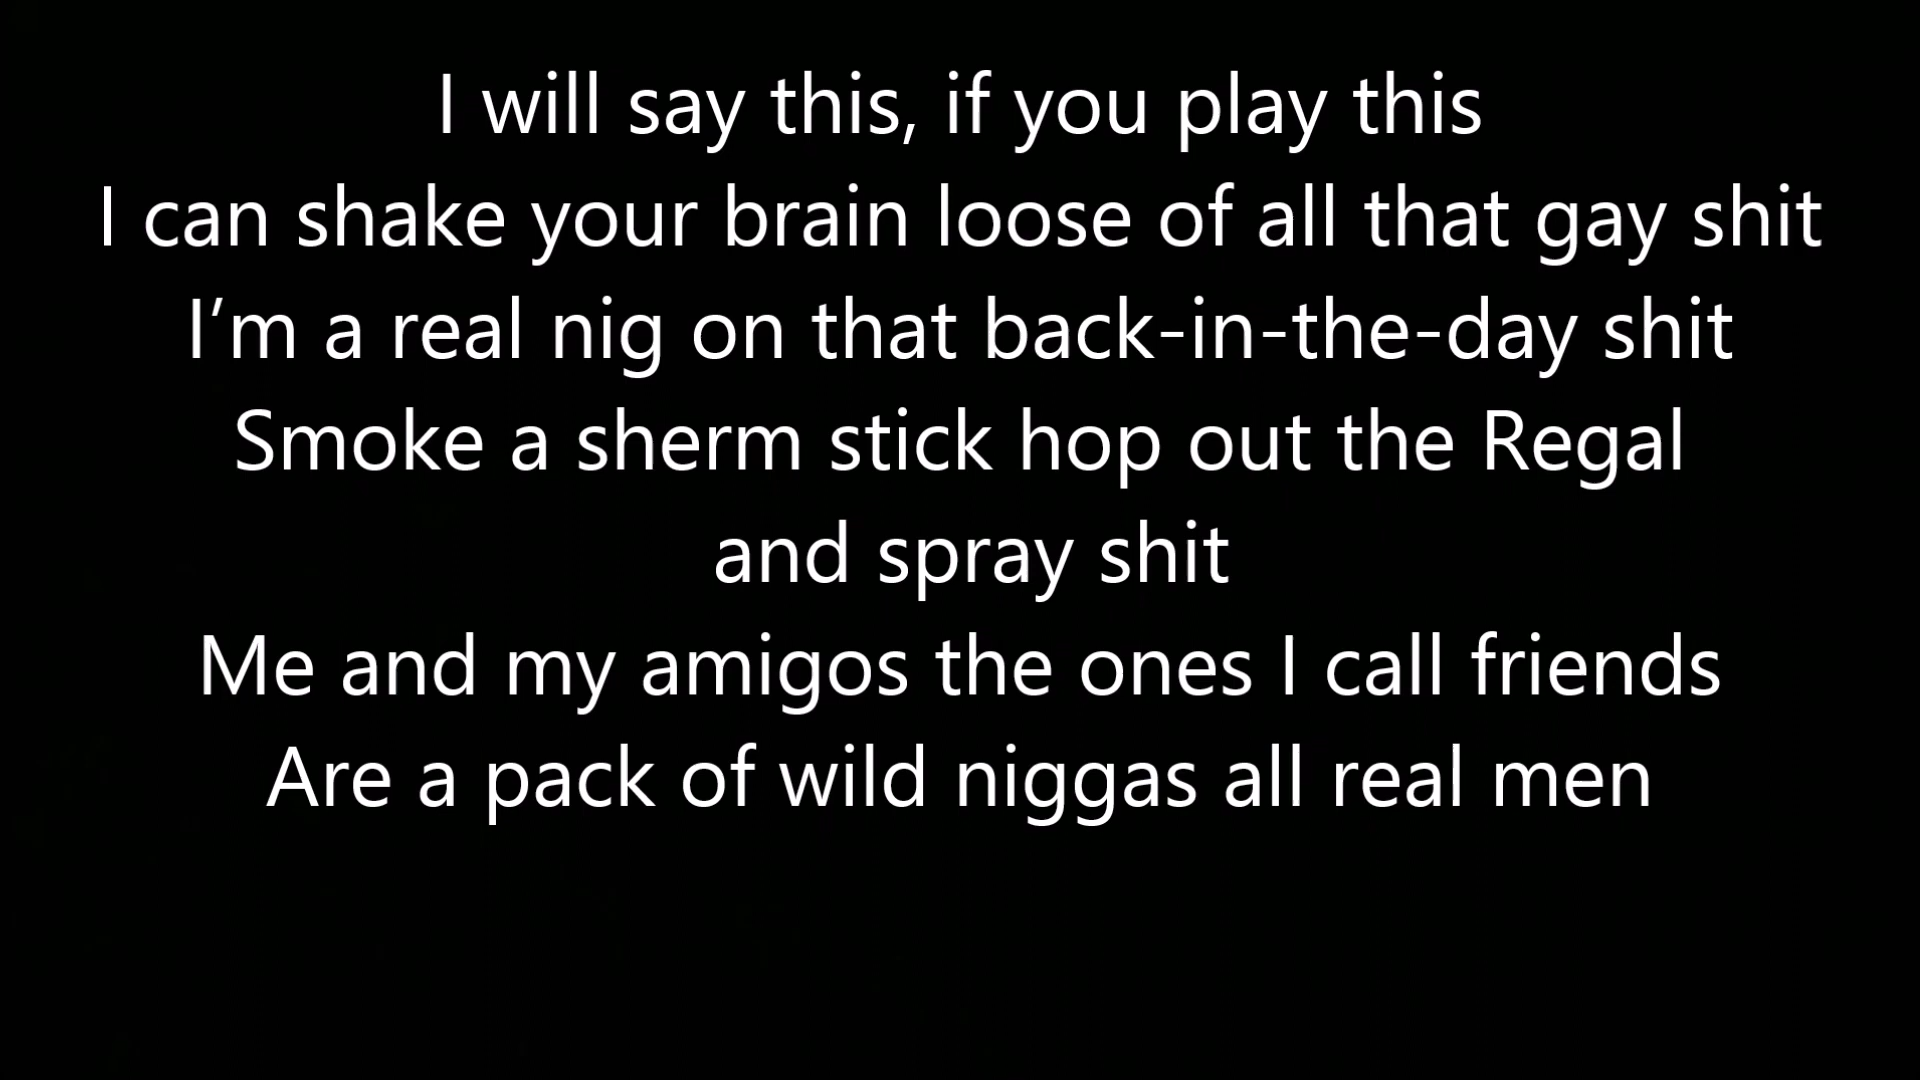 I will say this, if you play this
I can shake your brain loose of all that gay shit
I’m a real nig on that back-in-the-day shit
Smoke a sherm stick hop out the Regal
and spray shit
Me and my amigos the ones I call friends
Are a pack of wild niggas all real men